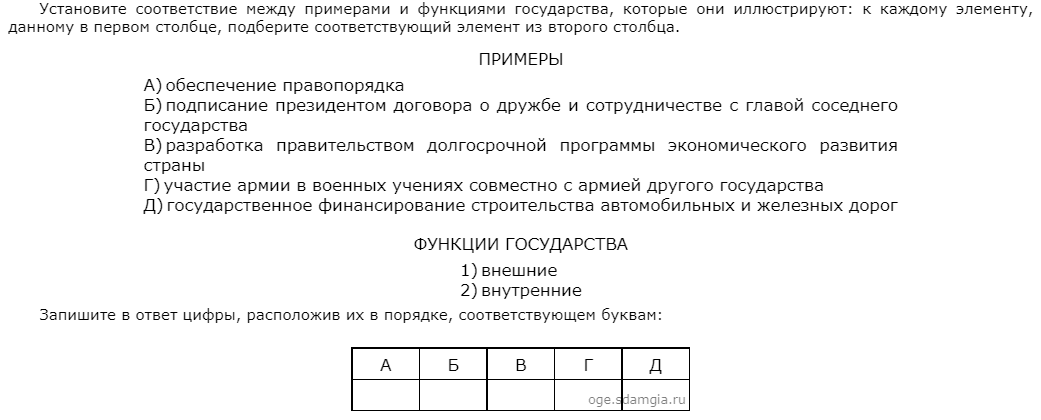 Установите соответствие между примерами и функциями государства, которые они иллюстрируют: к каждому элементу,
данному в первом столбце, подберите соответствующий элемент из второго столбца.
ПРИМЕРЫ
А) обеспечение правопорядка
Б) подписание президентом договора о дружбе и сотрудничестве с главой соседнего
государства
В) разработка правительством долгосрочной программы экономического развития
страны
Г) участие армии в военных учениях совместно с армией другого государства
Д) государственное финансирование строительства автомобильных и железных дорог
ФУНКЦИИ ГОСУДАРСТВА
1) внешние
2) внутренние
Запишите в ответ цифры, расположив их в порядке, соответствующем буквам:
А Б В Г Д
oge.sdamgia.ru